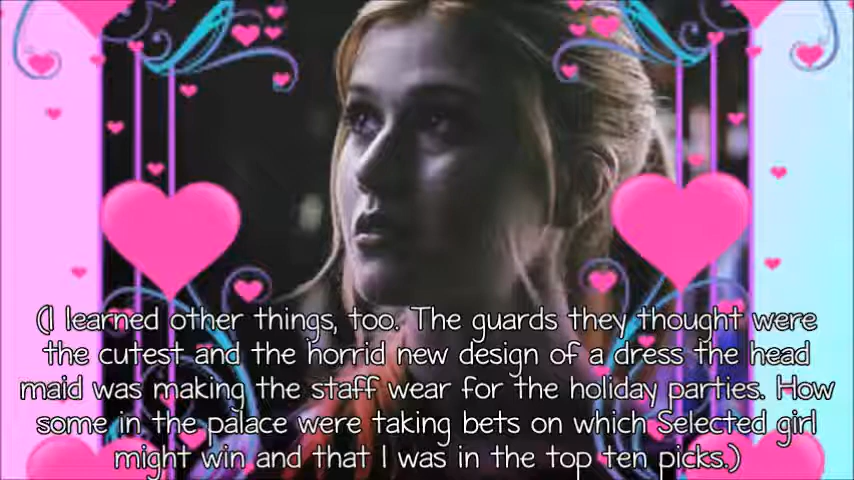 (I learned other things, too. The guards they thought were
the cutest and the horrid new design of a dress the head
maid was making the staff wear for the holiday parties. How
some in the palace were taking bets on which Selected girl
might win and that I was in the top ten picks.)